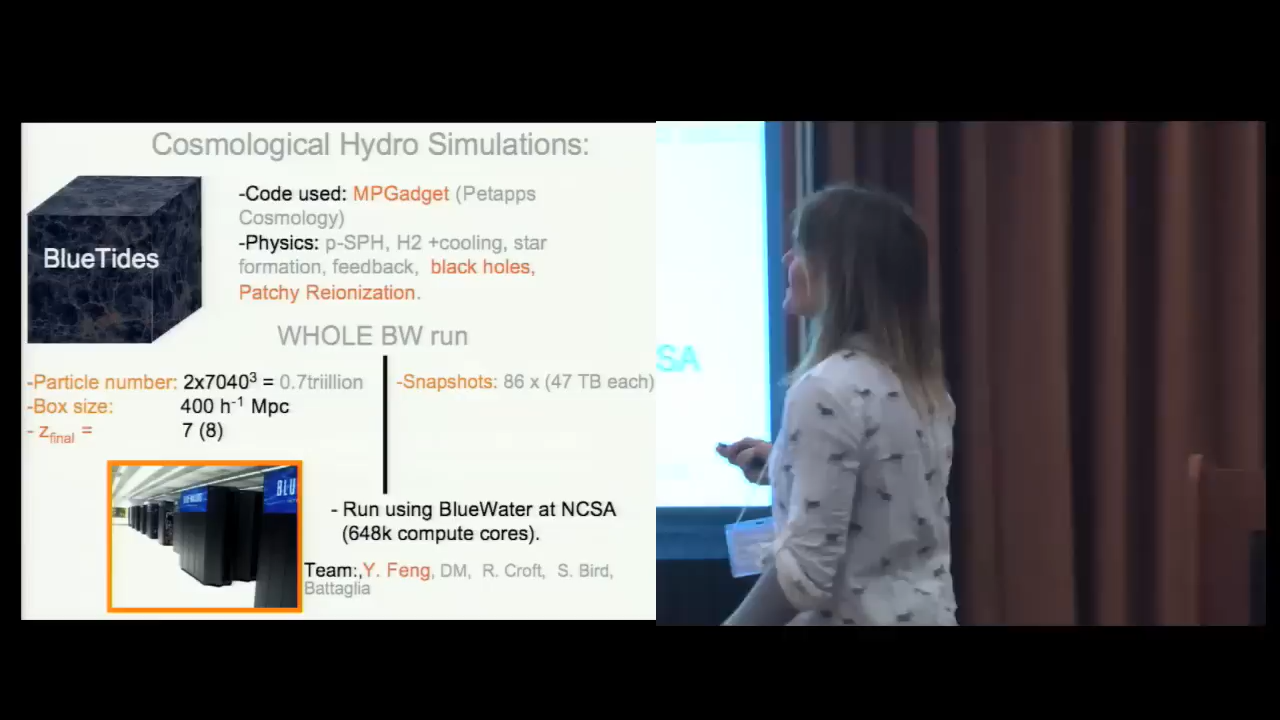 Cosmological Hydro Simulations:
-Code used: MPGadget (Petapps
Cosmology)
-Physics: p-SPH, H2 +cooling, star
formation, feedback, black holes,
Patchy Reionization.
BlueTides
WHOLE BW run
-Particle number: 2x7040³ = 0.7triillion
-Box size: 400 h⁻¹ Mpc
- zfinal = 7 (8)
-Snapshots: 86 x (47 TB each)
BLU
- Run using BlueWater at NCSA
(648k compute cores).
Team:,Y. Feng, DM, R. Croft, S. Bird,
Battaglia
SA